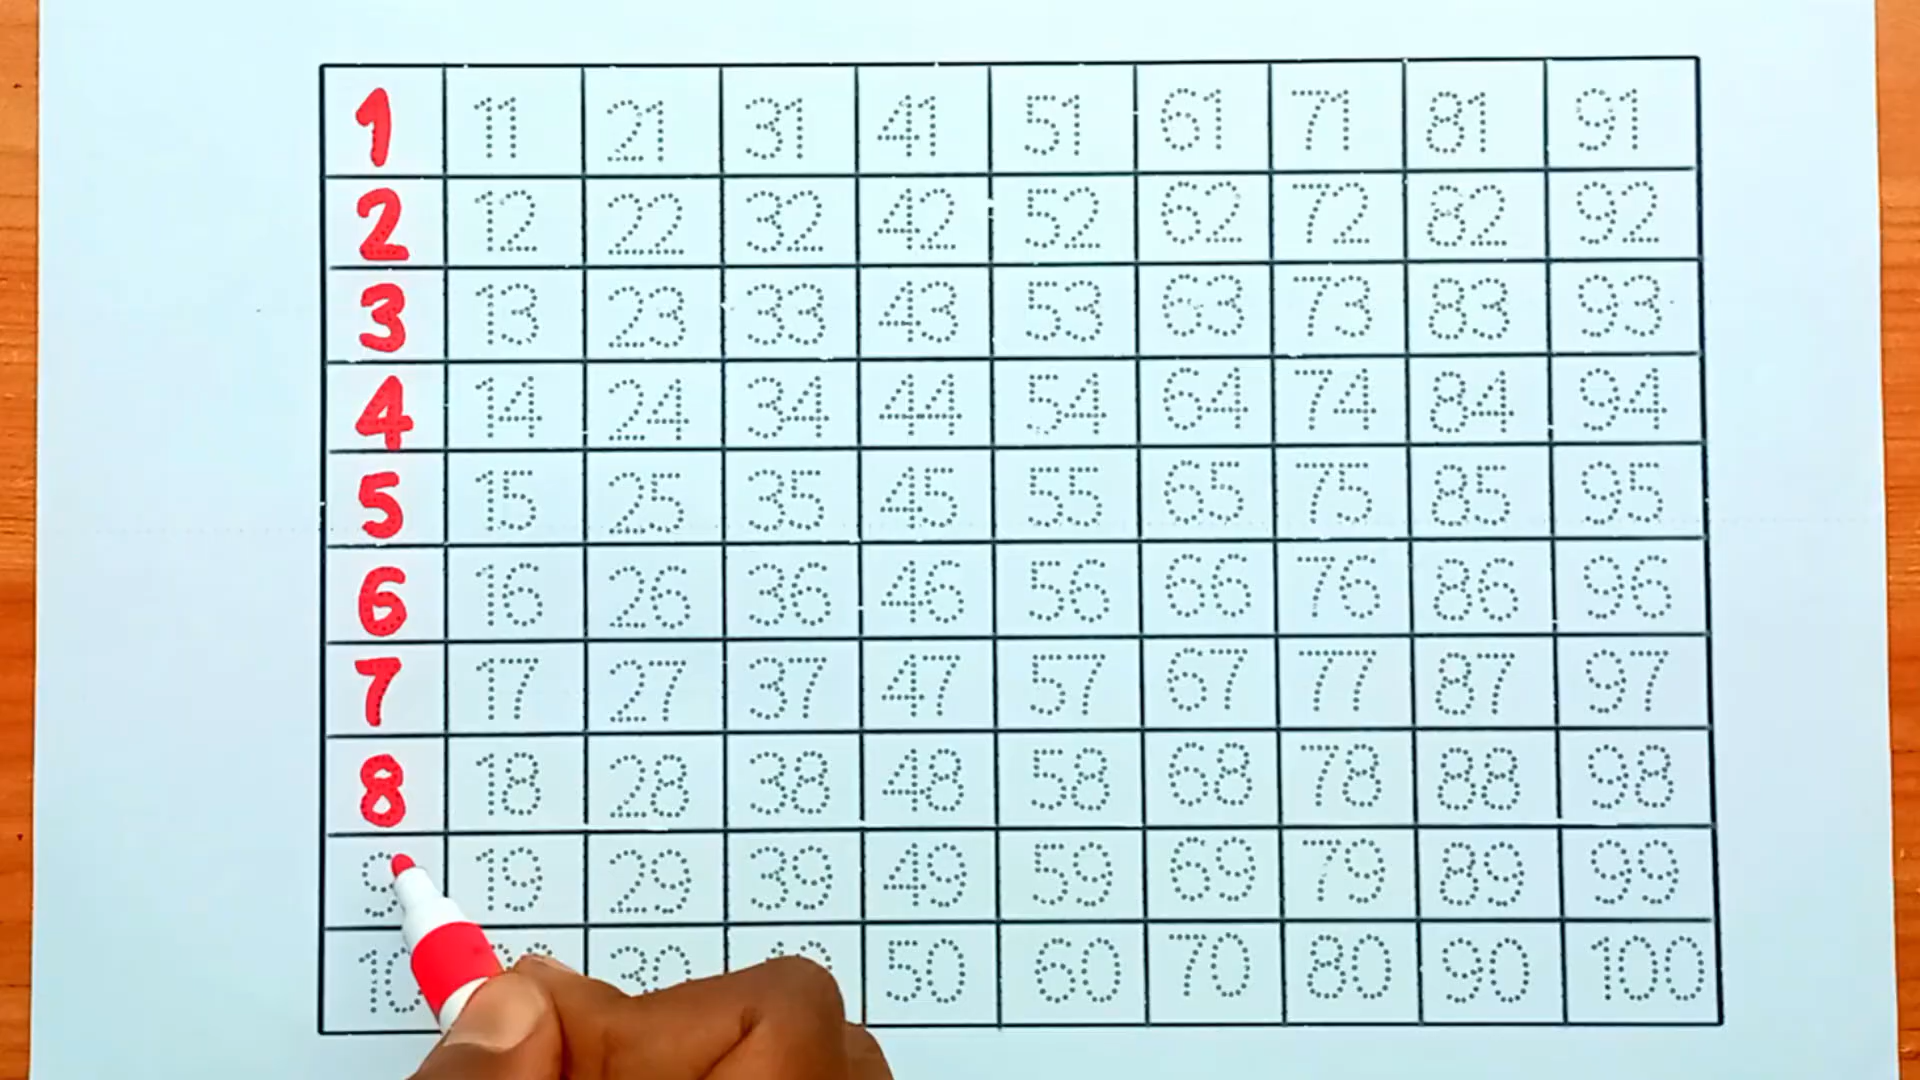 1 11 21 31 41 51 61 71 81 91
2 12 22 32 42 52 62 72 82 92
3 13 23 33 43 53 63 73 83 93
4 14 24 34 44 54 64 74 84 94
5 15 25 35 45 55 65 75 85 95
6 16 26 36 46 56 66 76 86 96
7 17 27 37 47 57 67 77 87 97
8 18 28 38 48 58 68 78 88 98
9 19 29 39 49 59 69 79 89 99
10 30 50 60 70 80 90 100